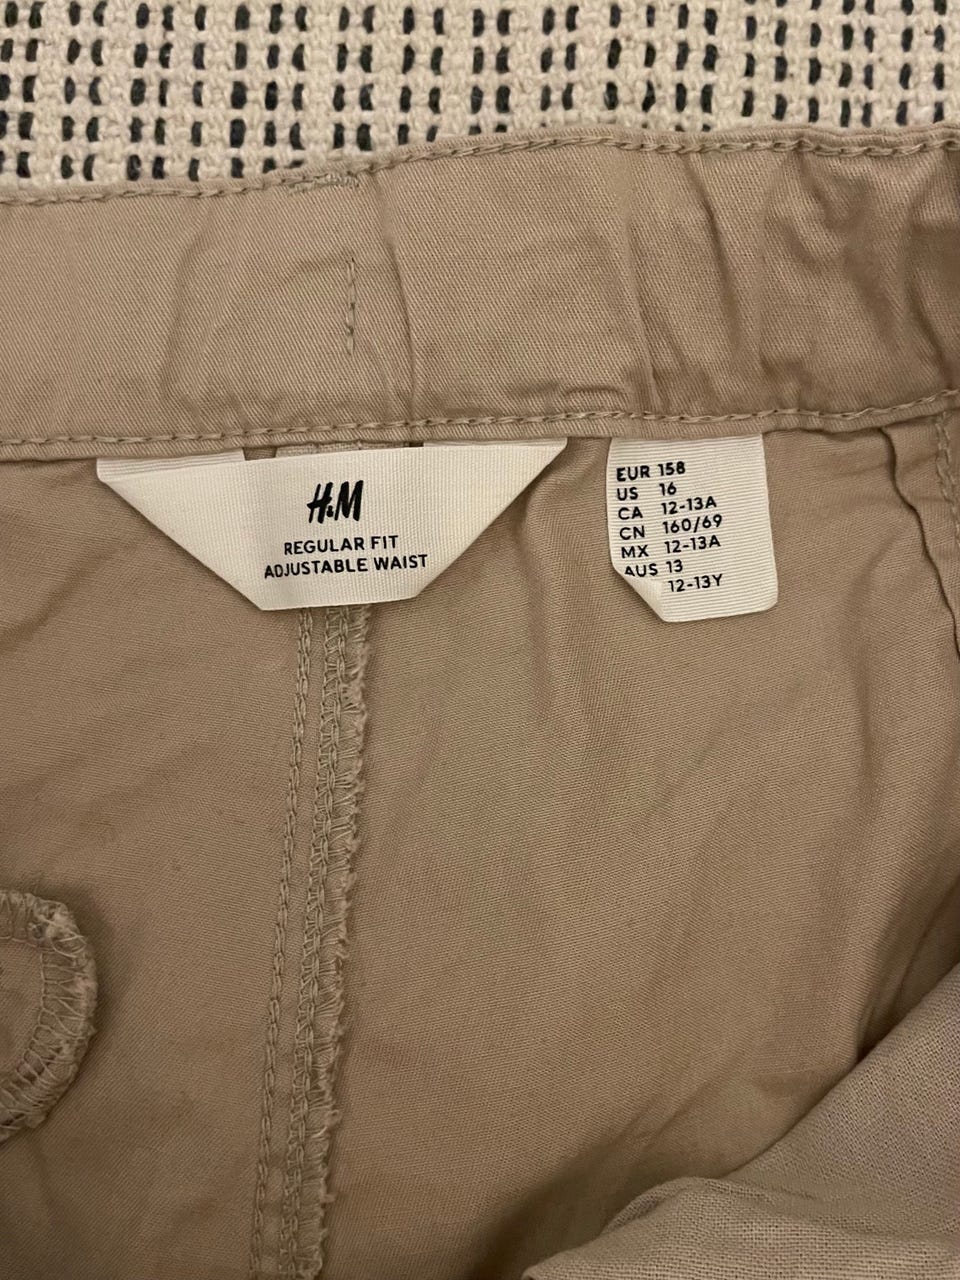 H&M
REGULAR FIT
ADJUSTABLE WAIST
EUR 158
US 16
CA 12-13A
CN 160/69
MX 12-13A
AUS 13
12-13Y